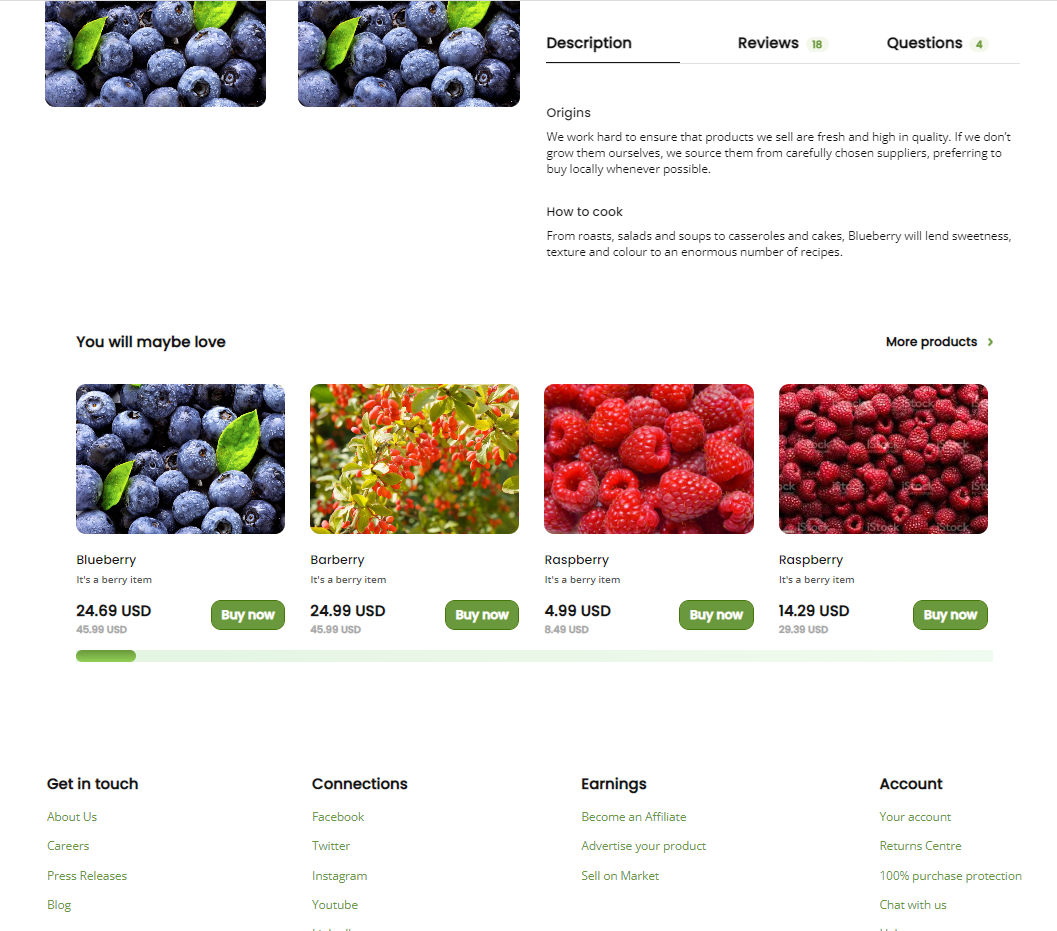 Description Reviews 18 Questions 4
Origins
We work hard to ensure that products we sell are fresh and high in quality. If we don't
grow them ourselves, we source them from carefully chosen suppliers, preferring to
buy locally whenever possible.
How to cook
From roasts, salads and soups to casseroles and cakes, Blueberry will lend sweetness,
texture and colour to an enormous number of recipes.
You will maybe love More products
iStock
iStock
iStock
iStock
iStock
Blueberry Barberry Raspberry Raspberry
It's a berry item It's a berry item It's a berry item It's a berry item
24.69 USD Buy now 24.99 USD Buy now 4.99 USD Buy now 14.29 USD Buy now
45.99 USD 45.99 USD 8.49 USD 29.39 USD
Get in touch Connections Earnings Account
About Us Facebook Become an Affiliate Your account
Careers Twitter Advertise your product Returns Centre
Press Releases Instagram Sell on Market 100% purchase protection
Blog Youtube Chat with us